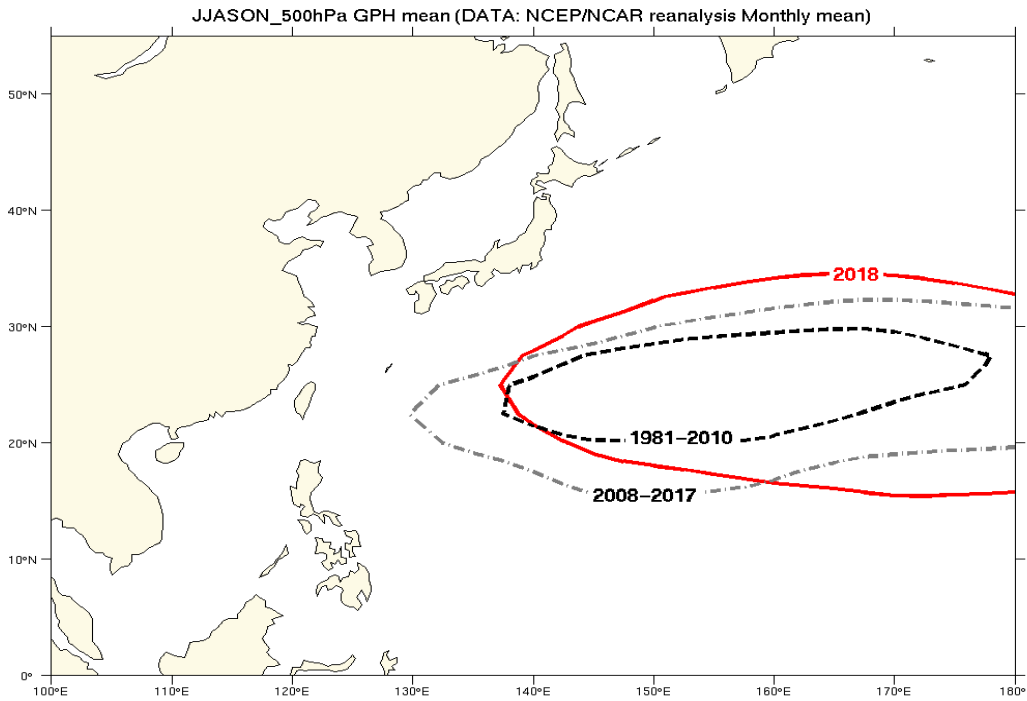 JJASON_500hPa GPH mean (DATA: NCEP/NCAR reanalysis Monthly mean)
50°N
40°N
2018
30°N
20°N
1981–2010
2008–2017
10°N
0°
100°E 110°E 120°E 130°E 140°E 150°E 160°E 170°E 180°